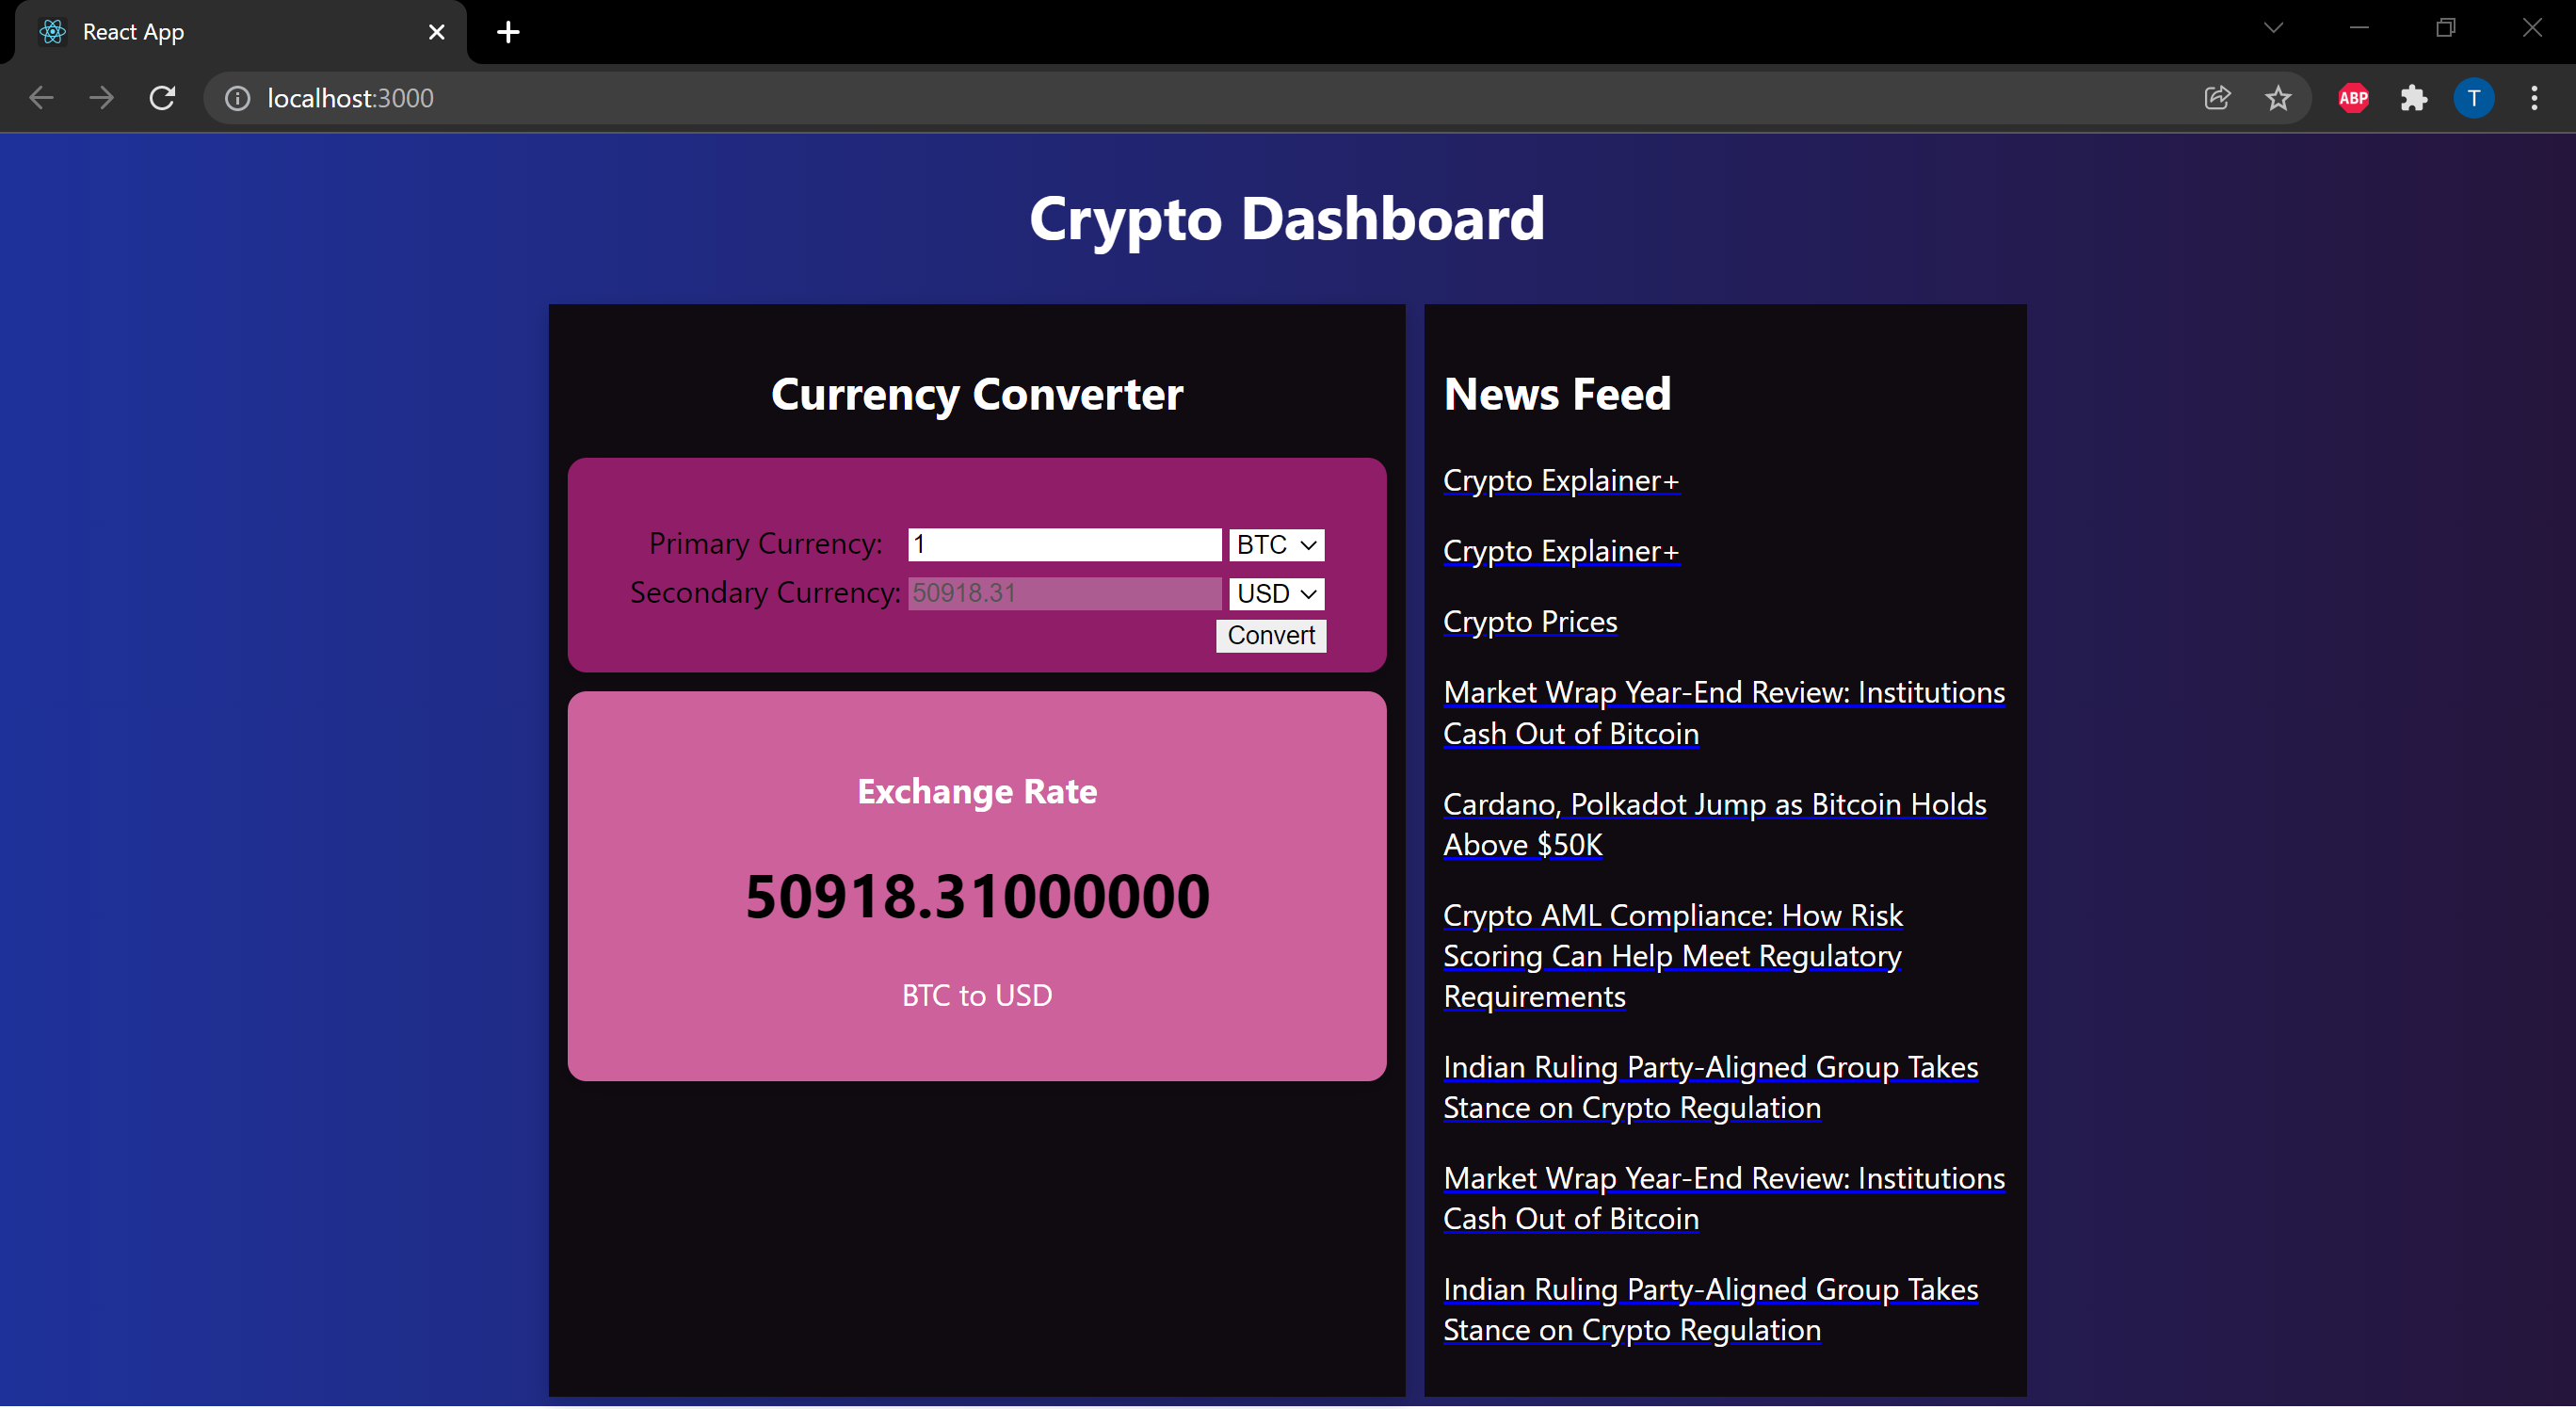 React App
localhost:3000
ABP
T
Crypto Dashboard
Currency Converter
Primary Currency: 1 BTC
Secondary Currency: 50918.31 USD
Convert
Exchange Rate
50918.31000000
BTC to USD
News Feed
Crypto Explainer+
Crypto Explainer+
Crypto Prices
Market Wrap Year-End Review: Institutions
Cash Out of Bitcoin
Cardano, Polkadot Jump as Bitcoin Holds
Above $50K
Crypto AML Compliance: How Risk
Scoring Can Help Meet Regulatory
Requirements
Indian Ruling Party-Aligned Group Takes
Stance on Crypto Regulation
Market Wrap Year-End Review: Institutions
Cash Out of Bitcoin
Indian Ruling Party-Aligned Group Takes
Stance on Crypto Regulation